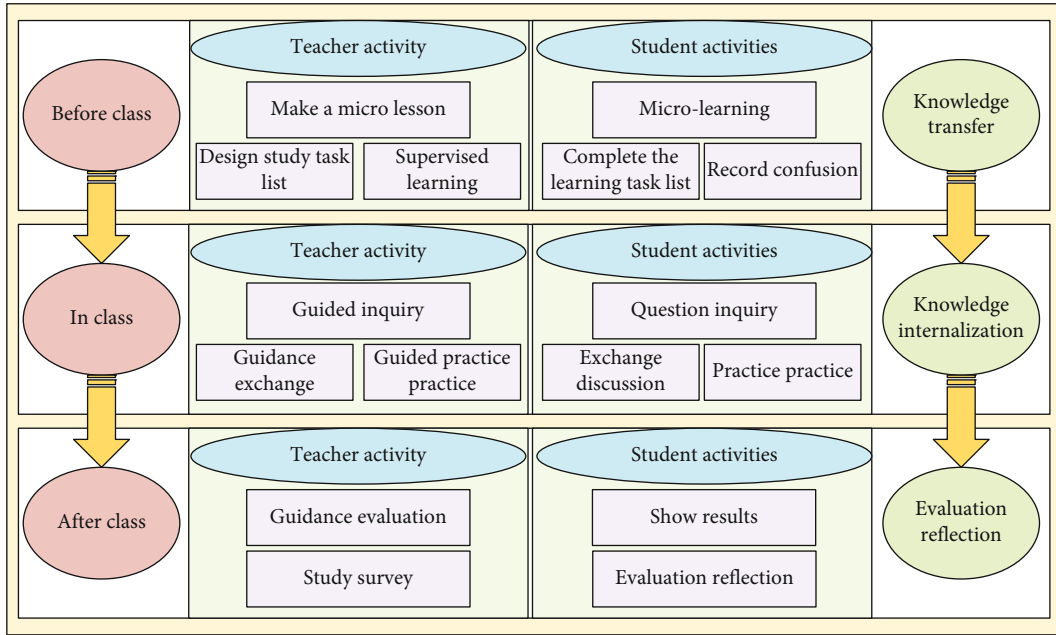 Before class
Teacher activity
Make a micro lesson
Design study task
list
Supervised
learning
Student activities
Micro-learning
Complete the
learning task list
Record confusion
Knowledge
transfer
In class
Teacher activity
Guided inquiry
Guidance
exchange
Guided practice
practice
Student activities
Question inquiry
Exchange
discussion
Practice practice
Knowledge
internalization
After class
Teacher activity
Guidance evaluation
Study survey
Student activities
Show results
Evaluation reflection
Evaluation
reflection